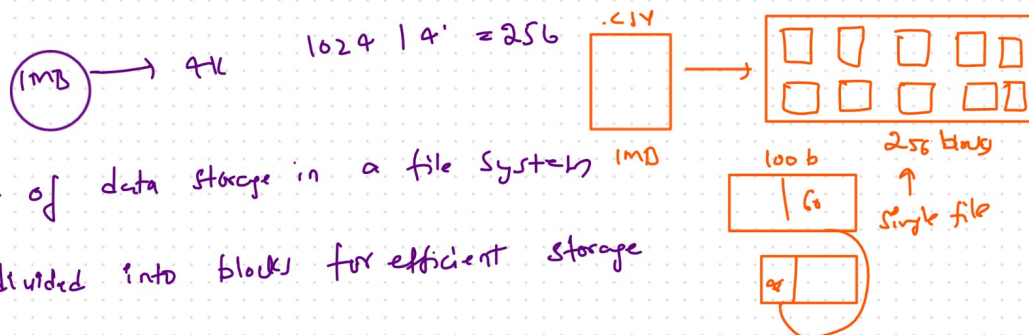 1MB → 4K
1024 | 4 = 256
.CSV
1MB
256 blocks
↑
Single file
of data storage in a file system
divided into blocks for efficient storage
100 b